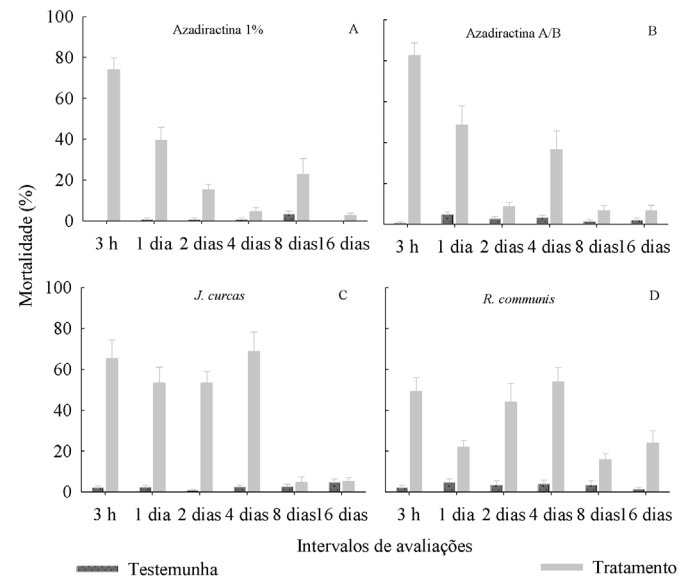 Azadiractina 1% A
Azadiractina A/B B
100
80
60
40
20
0
3 h 1 dia 2 dias 4 dias 8 dias 16 dias
3 h 1 dia 2 dias 4 dias 8 dias 16 dias
Mortalidade (%)
J. curcas C
R. communis D
100
80
60
40
20
0
3 h 1 dia 2 dias 4 dias 8 dias 16 dias
3 h 1 dia 2 dias 4 dias 8 dias 16 dias
Intervalos de avaliações
Testemunha
Tratamento